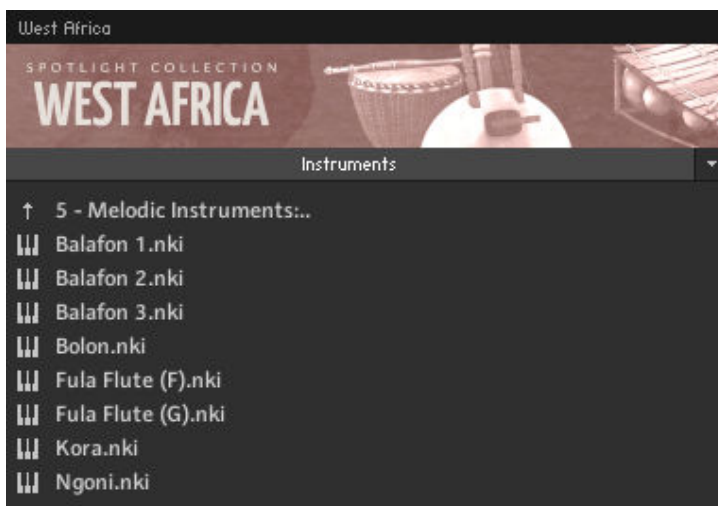 West Africa
SPOTLIGHT COLLECTION
WEST AFRICA
Instruments
5 - Melodic Instruments:..
Balafon 1.nki
Balafon 2.nki
Balafon 3.nki
Bolon.nki
Fula Flute (F).nki
Fula Flute (G).nki
Kora.nki
Ngoni.nki